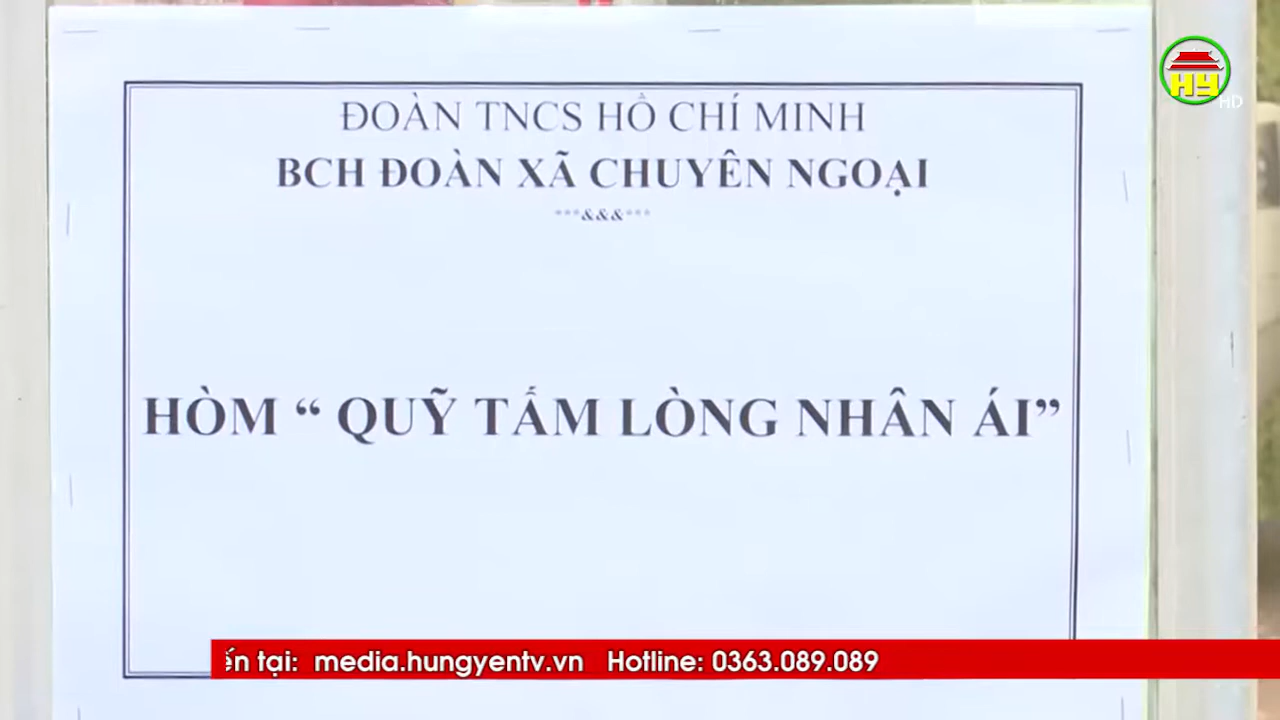 HY
HD
ĐOÀN TNCS HỒ CHÍ MINH
BCH ĐOÀN XÃ CHUYÊN NGOẠI
***&&&***
HÒM “ QUỸ TẤM LÒNG NHÂN ÁI”
tại: media.hungyentv.vn Hotline: 0363.089.089